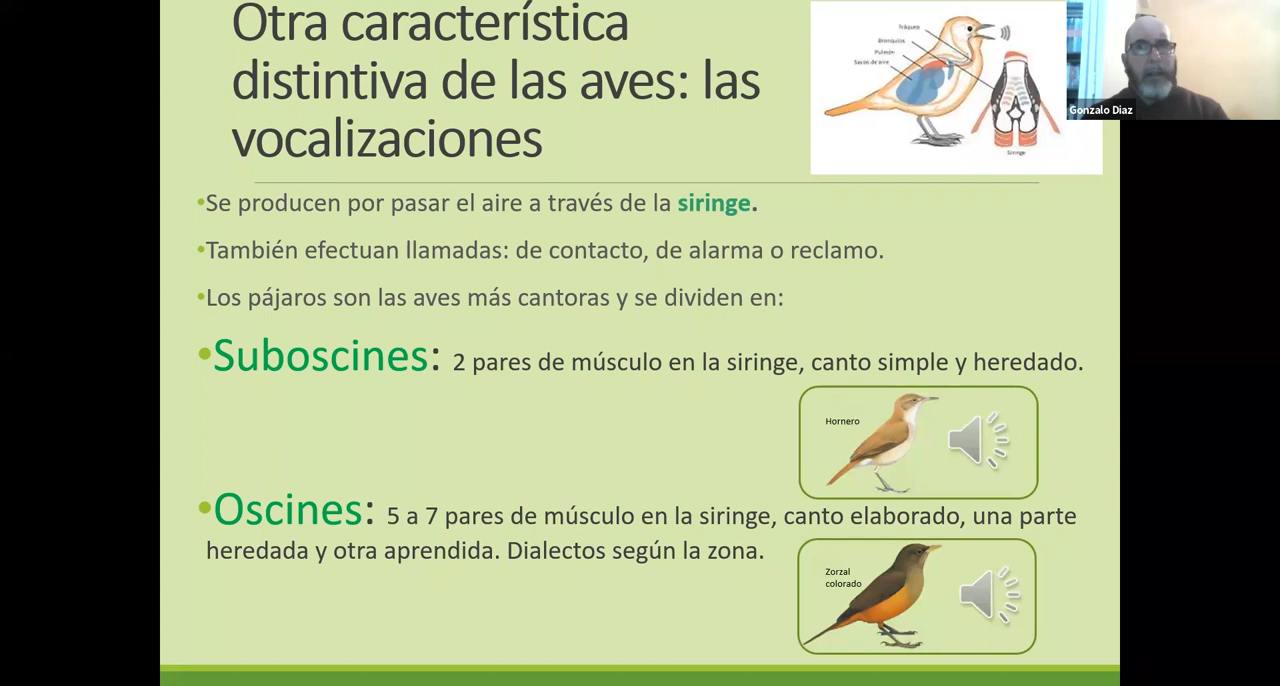 Otra característica
distintiva de las aves: las
vocalizaciones
Tráquea
Bronquios
Pulmón
Sacos de aire
Siringe
Gonzalo Díaz
•Se producen por pasar el aire a través de la siringe.
•También efectuan llamadas: de contacto, de alarma o reclamo.
•Los pájaros son las aves más cantoras y se dividen en:
•Suboscines: 2 pares de músculo en la siringe, canto simple y heredado.
Hornero
•Oscines: 5 a 7 pares de músculo en la siringe, canto elaborado, una parte
heredada y otra aprendida. Dialectos según la zona.
Zorzal
colorado